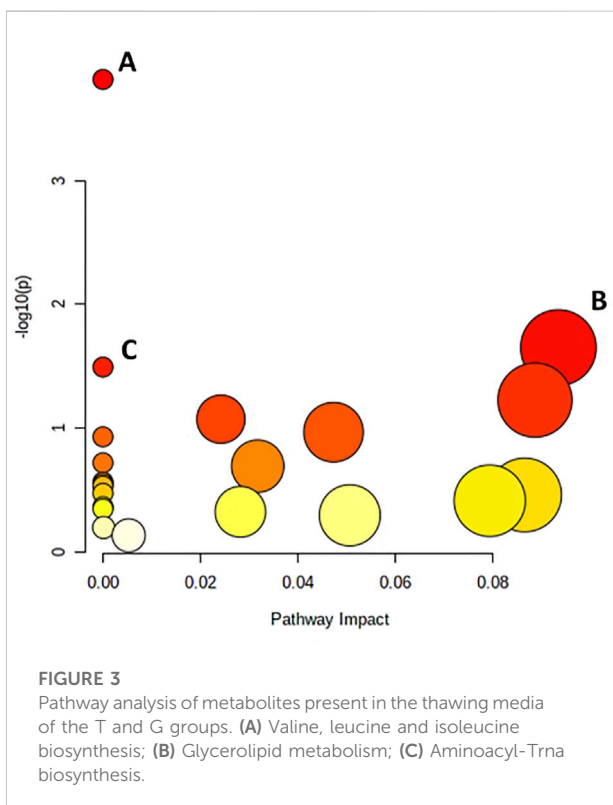 A
3
B
2
-log10(p)
C
1
0
0.00 0.02 0.04 0.06 0.08
Pathway Impact
FIGURE 3
Pathway analysis of metabolites present in the thawing media
of the T and G groups. (A) Valine, leucine and isoleucine
biosynthesis; (B) Glycerolipid metabolism; (C) Aminoacyl-Trna
biosynthesis.